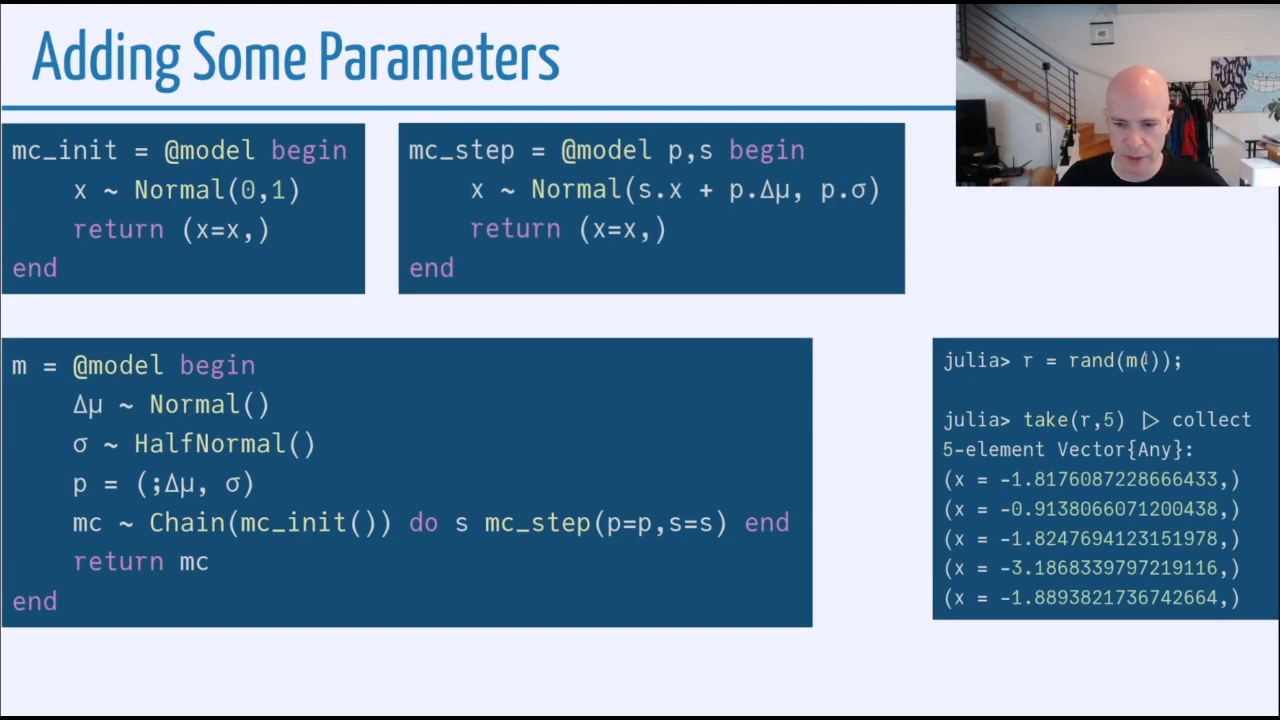 Adding Some Parameters
mc_init = @model begin
x ~ Normal(0,1)
return (x=x,)
end
mc_step = @model p,s begin
x ~ Normal(s.x + p.Δμ, p.σ)
return (x=x,)
end
m = @model begin
Δμ ~ Normal()
σ ~ HalfNormal()
p = (;Δμ, σ)
mc ~ Chain(mc_init()) do s mc_step(p=p,s=s) end
return mc
end
julia> r = rand(m());
julia> take(r,5) |> collect
5-element Vector{Any}:
(x = -1.8176087228666433,)
(x = -0.9138066071200438,)
(x = -1.8247694123151978,)
(x = -3.1868339797219116,)
(x = -1.8893821736742664,)